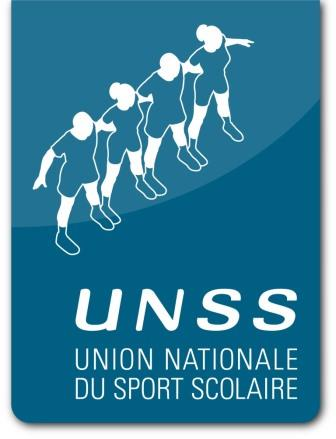 UNSS
UNION NATIONALE
DU SPORT SCOLAIRE